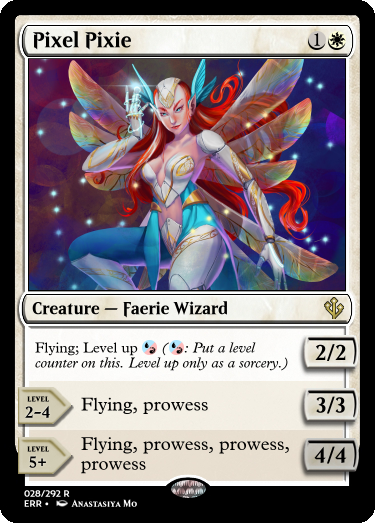 Pixel Pixie 1
Creature — Faerie Wizard
Flying; Level up (: Put a level
counter on this. Level up only as a sorcery.)
2/2
LEVEL
2-4
Flying, prowess
3/3
LEVEL
5+
Flying, prowess, prowess,
prowess
4/4
028/292 R
ERR • Anastasiya Mo